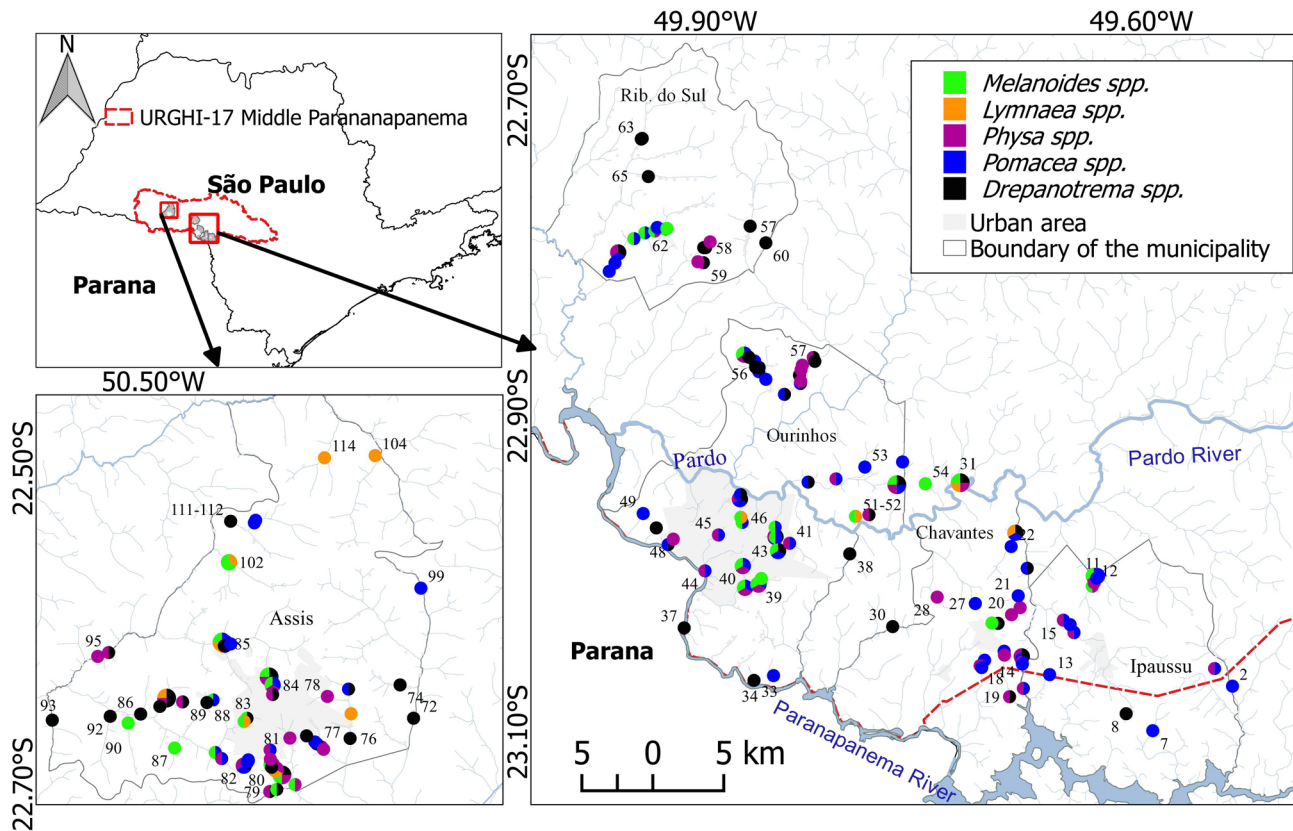 49.90°W
49.60°W
N
URGHI-17 Middle Parananapanema
São Paulo
Parana
50.50°W
22.50°S
22.70°S
114
104
111-112
102
99
95
85
Assis
86
84
78
74
93
92
89
88
83
72
90
87
81
77
76
82
80
79
22.70°S
22.90°S
23.10°S
Melanoides spp.
Lymnaea spp.
Physa spp.
Pomacea spp.
Drepanotrema spp.
Urban area
Boundary of the municipality
Rib. do Sul
63
65
62
58
57
59
60
57
56
Ourinhos
Pardo
53
54
31
Pardo River
49
46
51-52
45
41
48
43
Chavantes
22
38
44
40
39
11
12
21
28
27
20
37
30
15
14
13
Ipaussu
18
2
34
33
19
8
7
Parana
Paranapanema River
5 0 5 km